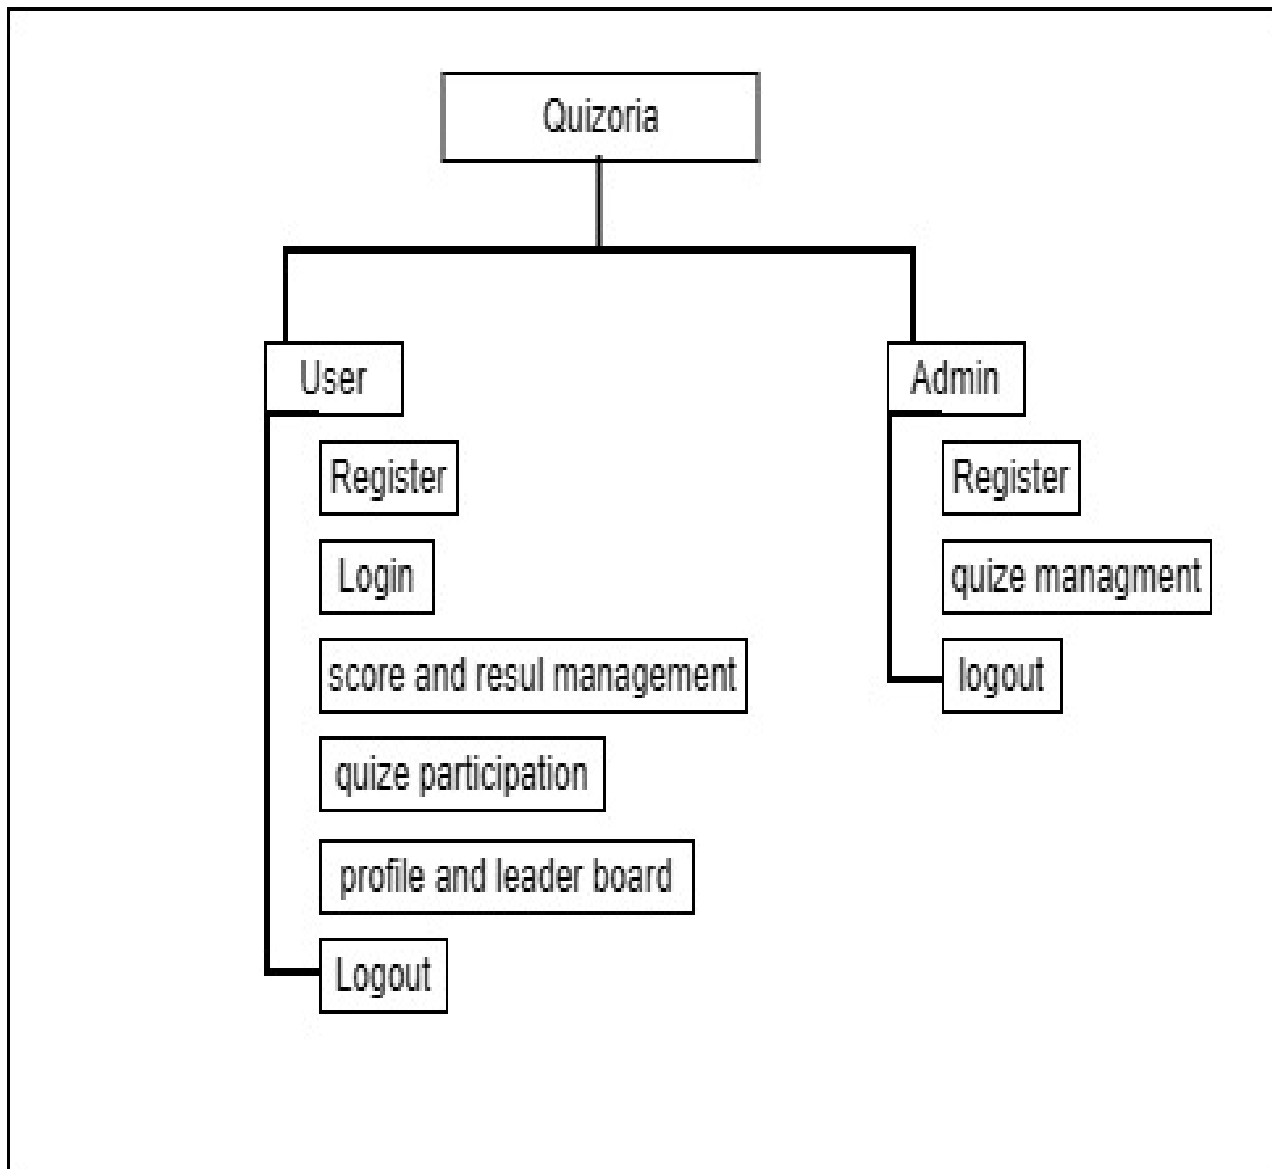 Quizoria
User
Register
Login
score and resul management
quize participation
profile and leader board
Logout
Admin
Register
quize managment
logout